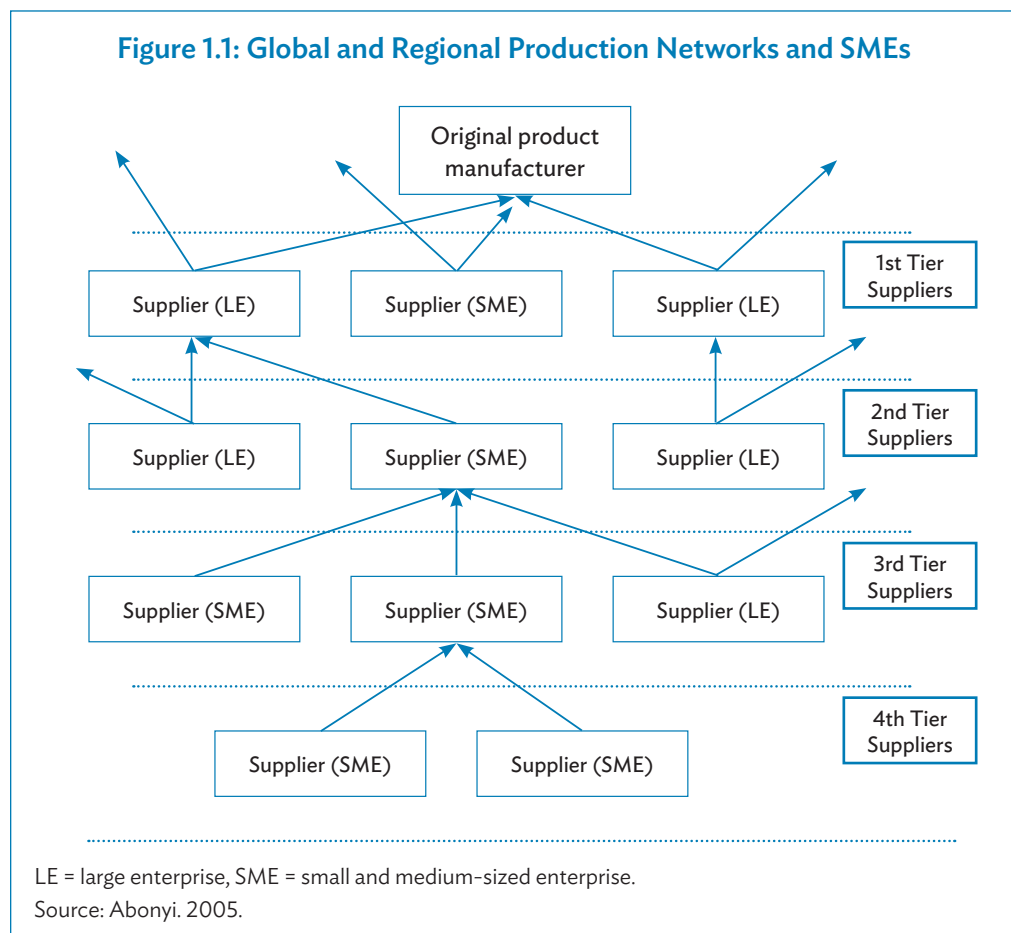 Figure 1.1: Global and Regional Production Networks and SMEs
Original product
manufacturer
1st Tier
Suppliers
Supplier (LE)
Supplier (SME)
Supplier (LE)
2nd Tier
Suppliers
Supplier (LE)
Supplier (SME)
Supplier (LE)
3rd Tier
Suppliers
Supplier (SME)
Supplier (SME)
Supplier (LE)
4th Tier
Suppliers
Supplier (SME)
Supplier (SME)
LE = large enterprise, SME = small and medium-sized enterprise.
Source: Abonyi. 2005.